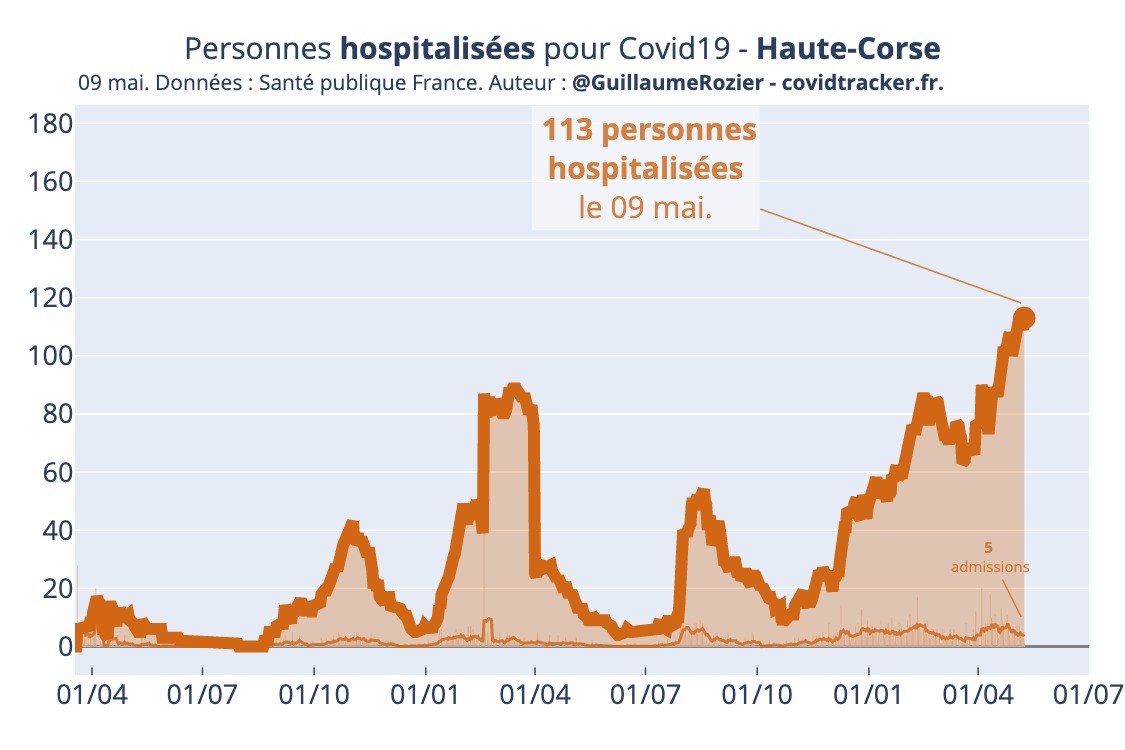 Personnes hospitalisées pour Covid19 - Haute-Corse
09 mai. Données : Santé publique France. Auteur : @GuillaumeRozier - covidtracker.fr.
180
113 personnes
hospitalisées
le 09 mai.
160
140
120
100
80
60
40
5
admissions
20
0
01/04 01/07 01/10 01/01 01/04 01/07 01/10 01/01 01/04 01/07